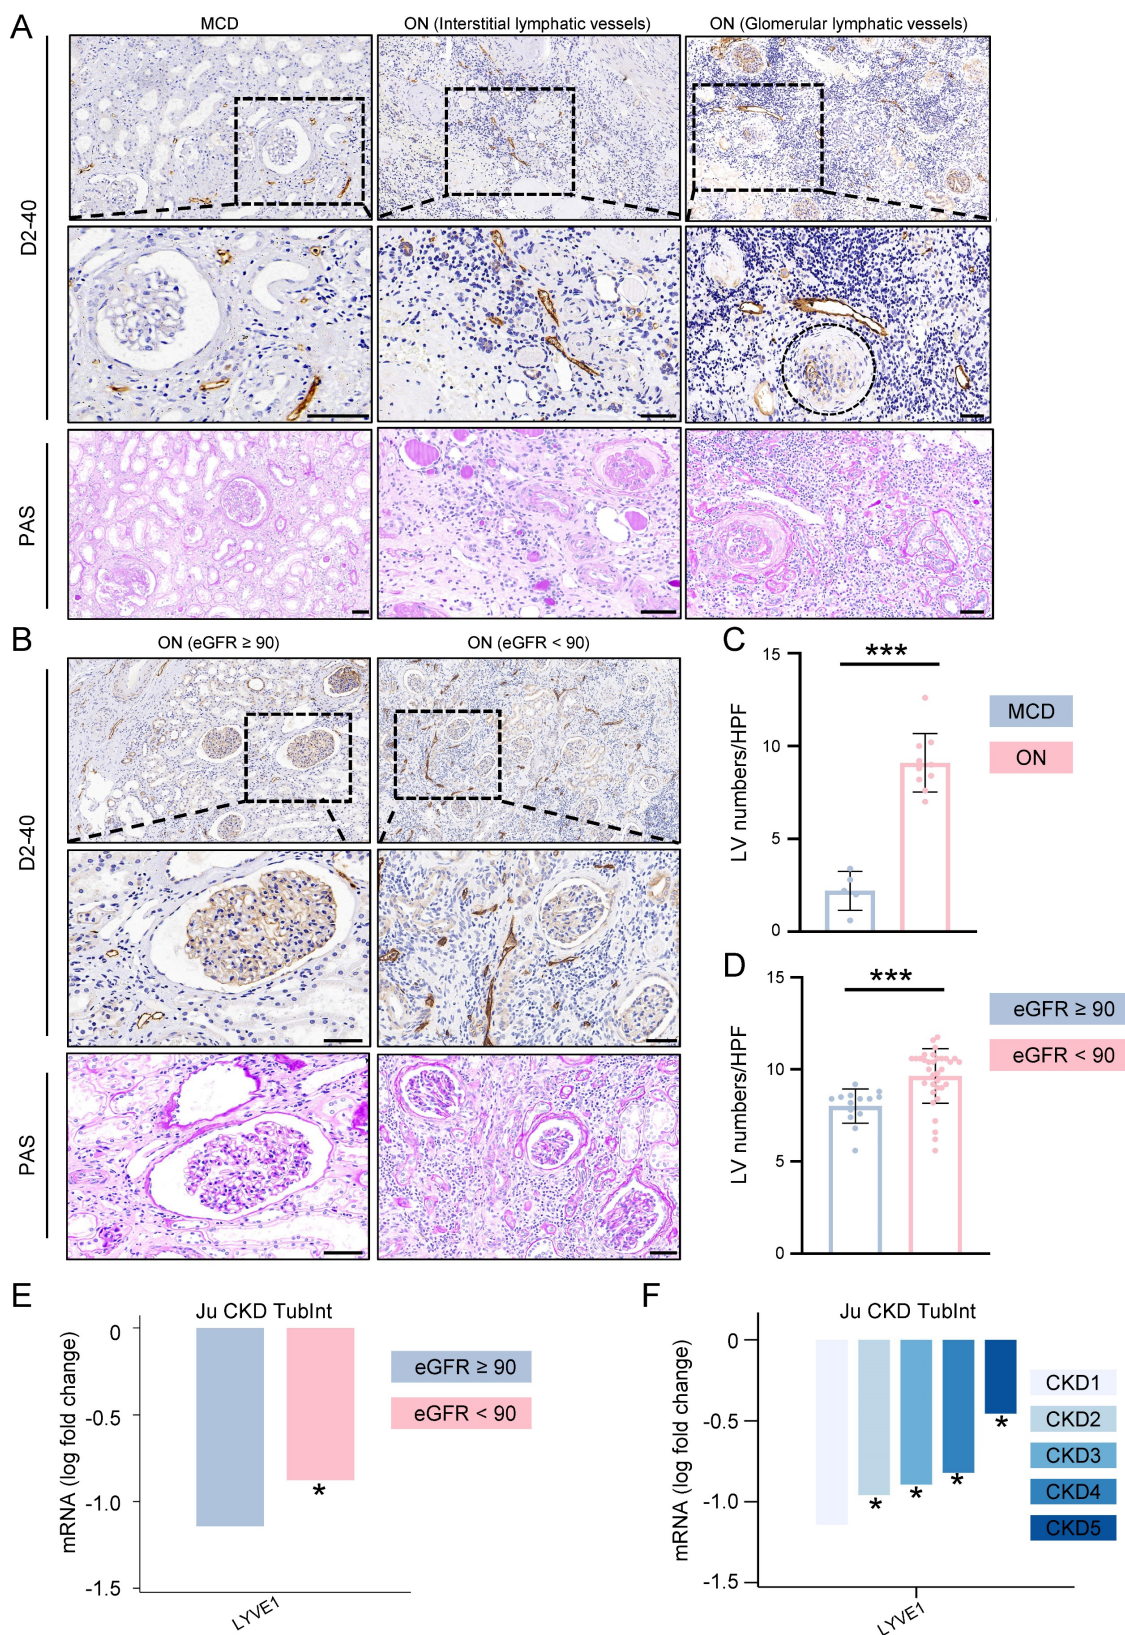 A
MCD
ON (Interstitial lymphatic vessels)
ON (Glomerular lymphatic vessels)
D2-40
PAS
B
ON (eGFR ≥ 90)
ON (eGFR < 90)
D2-40
PAS
C
15
10
5
0
LV numbers/HPF
***
MCD
ON
D
15
10
5
0
LV numbers/HPF
***
eGFR ≥ 90
eGFR < 90
E
Ju CKD TubInt
0
-0.5
-1.0
-1.5
mRNA (log fold change)
*
LYVE1
eGFR ≥ 90
eGFR < 90
F
Ju CKD TubInt
0
-0.5
-1.0
-1.5
mRNA (log fold change)
*
*
*
*
LYVE1
CKD1
CKD2
CKD3
CKD4
CKD5